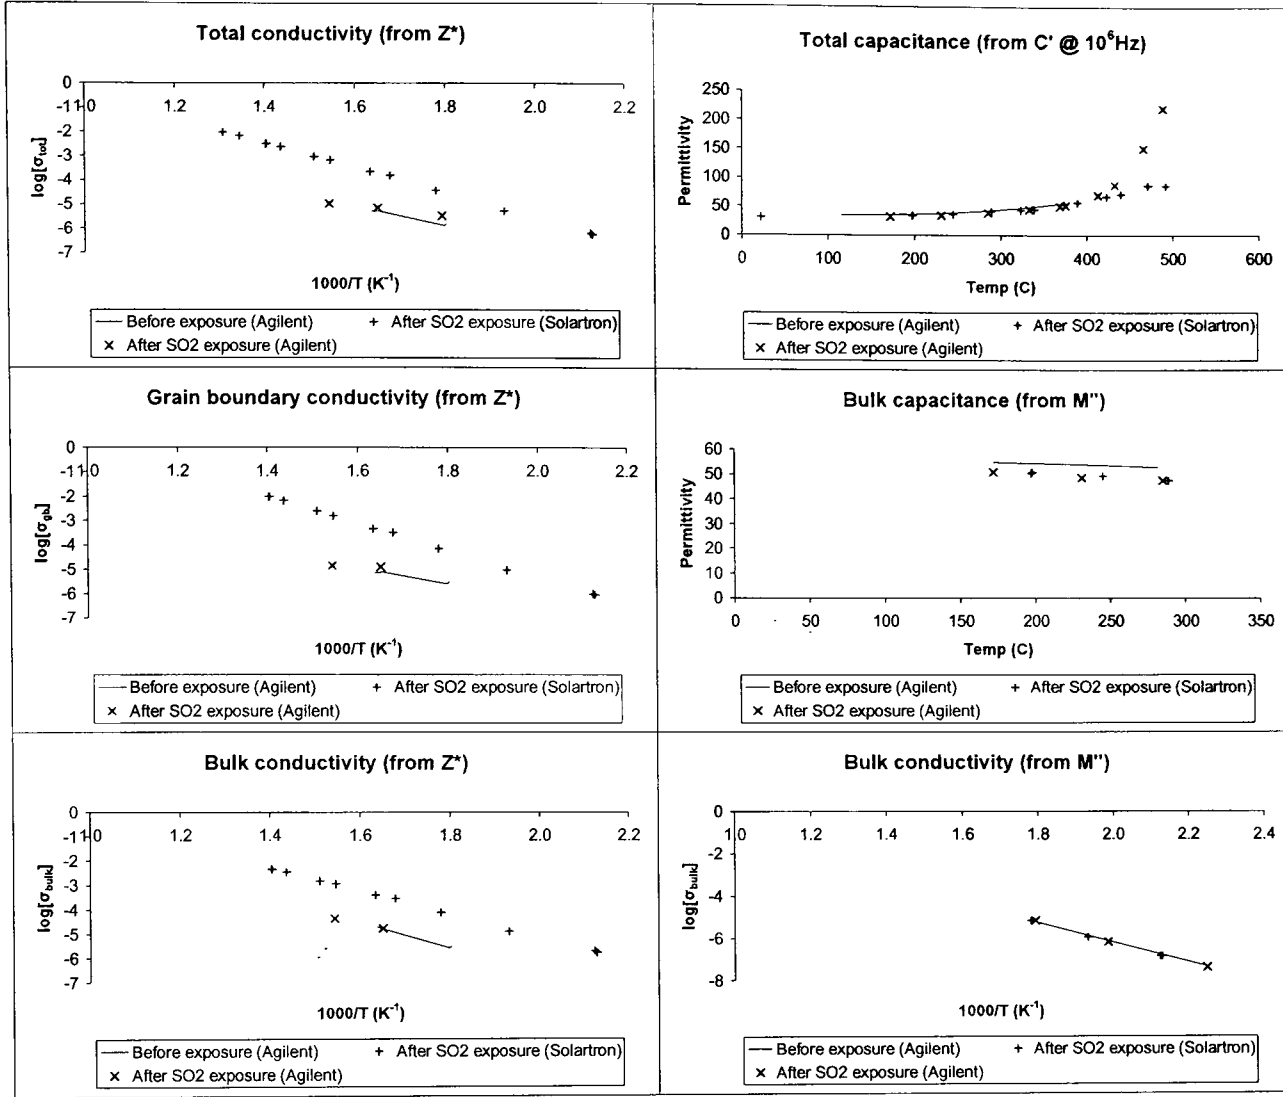 Total conductivity (from Z*)
0
-1
-2
-3
-4
-5
-6
-7
1.0
1.2
1.4
1.6
1.8
2.0
2.2
log[σtot]
1000/T (K-1)
Before exposure (Agilent)
After SO2 exposure (Solartron)
After SO2 exposure (Agilent)
Total capacitance (from C' @ 10^6Hz)
250
200
150
100
50
0
0
100
200
300
400
500
600
Permittivity
Temp (C)
Before exposure (Agilent)
After SO2 exposure (Solartron)
After SO2 exposure (Agilent)
Grain boundary conductivity (from Z*)
0
-1
-2
-3
-4
-5
-6
-7
1.0
1.2
1.4
1.6
1.8
2.0
2.2
log[σgb]
1000/T (K-1)
Before exposure (Agilent)
After SO2 exposure (Solartron)
After SO2 exposure (Agilent)
Bulk capacitance (from M")
60
50
40
30
20
10
0
0
50
100
150
200
250
300
350
Permittivity
Temp (C)
Before exposure (Agilent)
After SO2 exposure (Solartron)
After SO2 exposure (Agilent)
Bulk conductivity (from Z*)
0
-1
-2
-3
-4
-5
-6
-7
1.0
1.2
1.4
1.6
1.8
2.0
2.2
log[σbulk]
1000/T (K-1)
Before exposure (Agilent)
After SO2 exposure (Solartron)
After SO2 exposure (Agilent)
Bulk conductivity (from M")
0
-2
-4
-6
-8
1.0
1.2
1.4
1.6
1.8
2.0
2.2
2.4
log[σbulk]
1000/T (K-1)
Before exposure (Agilent)
After SO2 exposure (Solartron)
After SO2 exposure (Agilent)